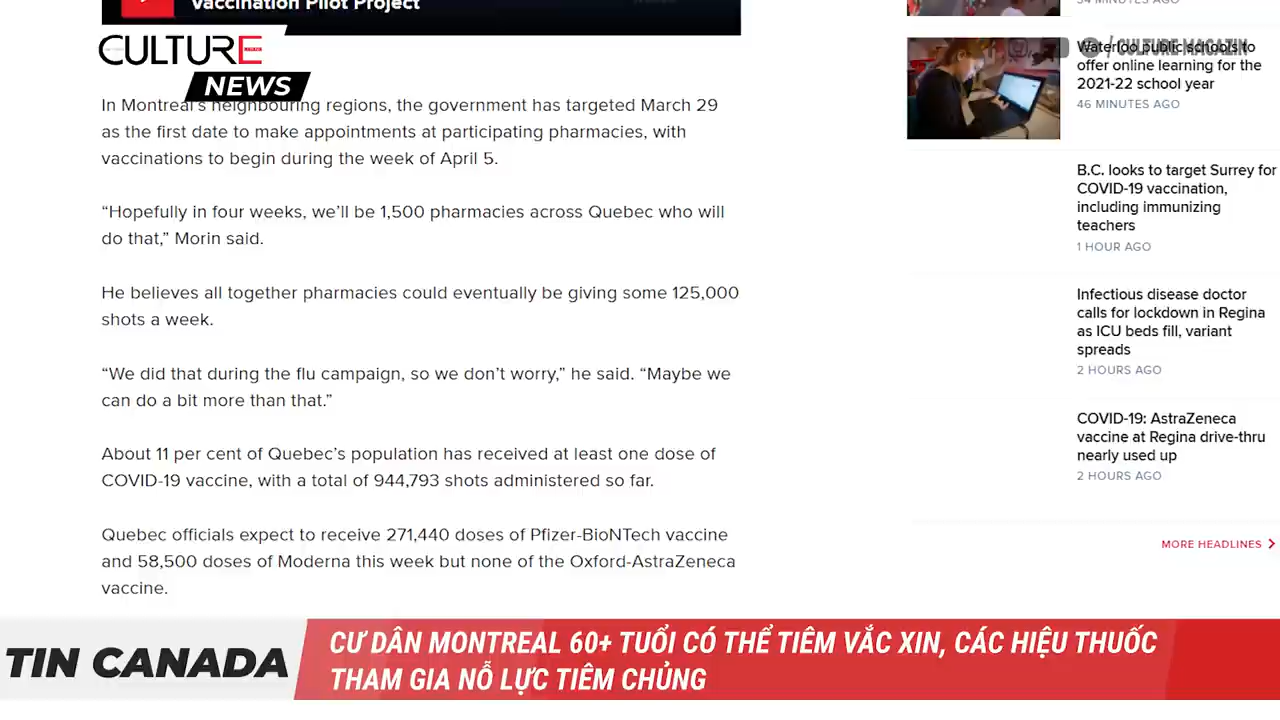 Vaccination Pilot Project
CULTURE
NEWS
In Montreal's neighbouring regions, the government has targeted March 29
as the first date to make appointments at participating pharmacies, with
vaccinations to begin during the week of April 5.
“Hopefully in four weeks, we’ll be 1,500 pharmacies across Quebec who will
do that,” Morin said.
He believes all together pharmacies could eventually be giving some 125,000
shots a week.
“We did that during the flu campaign, so we don’t worry,” he said. “Maybe we
can do a bit more than that.”
About 11 per cent of Quebec’s population has received at least one dose of
COVID-19 vaccine, with a total of 944,793 shots administered so far.
Quebec officials expect to receive 271,440 doses of Pfizer-BioNTech vaccine
and 58,500 doses of Moderna this week but none of the Oxford-AstraZeneca
vaccine.
54 MINUTES AGO
/ CULTURE MAGAZIN
Waterloo public schools to
offer online learning for the
2021-22 school year
46 MINUTES AGO
B.C. looks to target Surrey for
COVID-19 vaccination,
including immunizing
teachers
1 HOUR AGO
Infectious disease doctor
calls for lockdown in Regina
as ICU beds fill, variant
spreads
2 HOURS AGO
COVID-19: AstraZeneca
vaccine at Regina drive-thru
nearly used up
2 HOURS AGO
MORE HEADLINES
TIN CANADA
CƯ DÂN MONTREAL 60+ TUỔI CÓ THỂ TIÊM VẮC XIN, CÁC HIỆU THUỐC
THAM GIA NỖ LỰC TIÊM CHỦNG